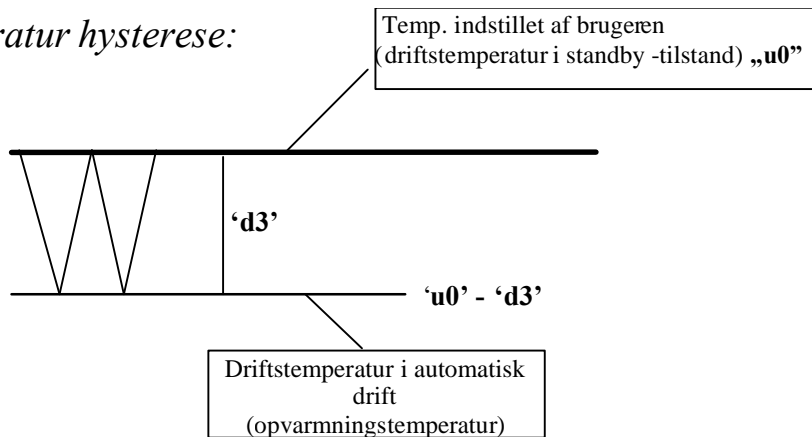 ratur hysterese:
Temp. indstillet af brugeren
(driftstemperatur i standby -tilstand) „u0”
‘d3’
‘u0’ - ‘d3’
Driftstemperatur i automatisk
drift
(opvarmningstemperatur)